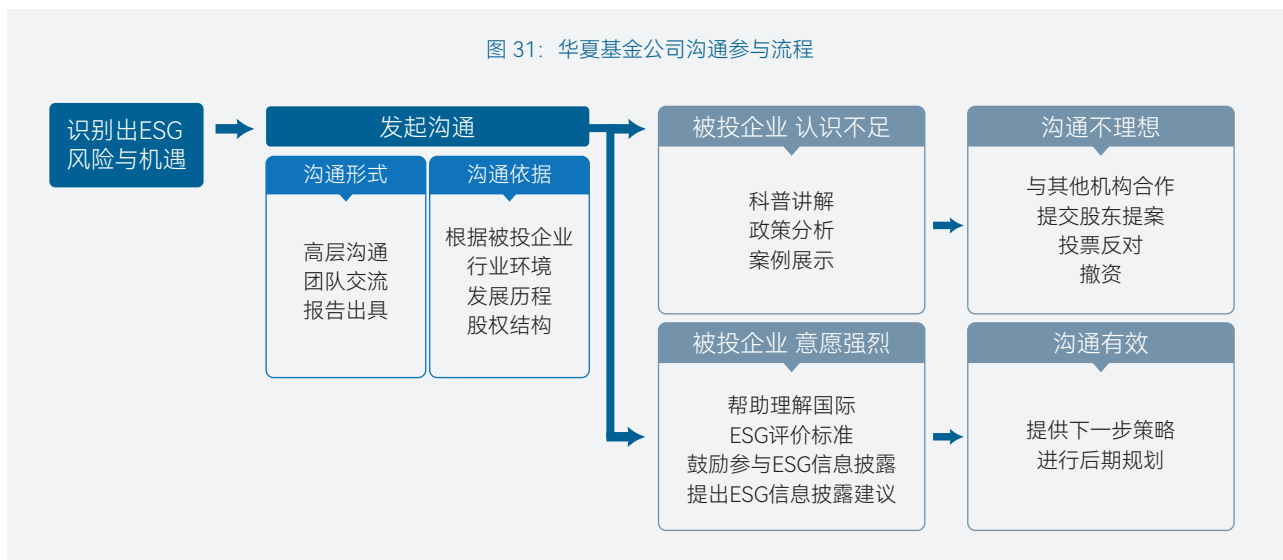 图 31：华夏基金公司沟通参与流程
识别出ESG
风险与机遇
发起沟通
沟通形式
高层沟通
团队交流
报告出具
沟通依据
根据被投企业
行业环境
发展历程
股权结构
被投企业 认识不足
科普讲解
政策分析
案例展示
沟通不理想
与其他机构合作
提交股东提案
投票反对
撤资
被投企业 意愿强烈
帮助理解国际
ESG评价标准
鼓励参与ESG信息披露
提出ESG信息披露建议
沟通有效
提供下一步策略
进行后期规划